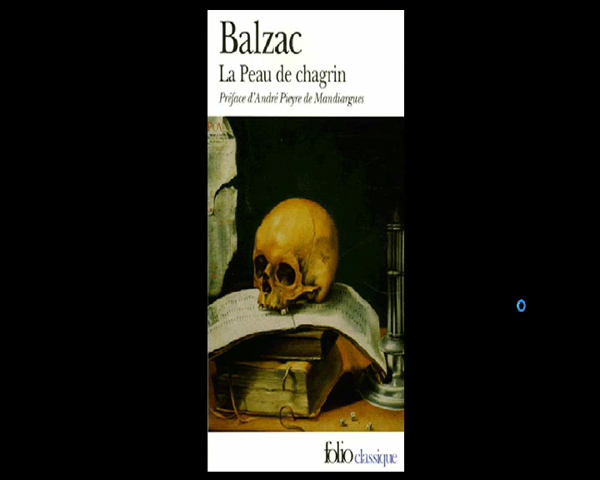 Balzac
La Peau de chagrin
Préface d'André Pieyre de Mandiargues
folio classique